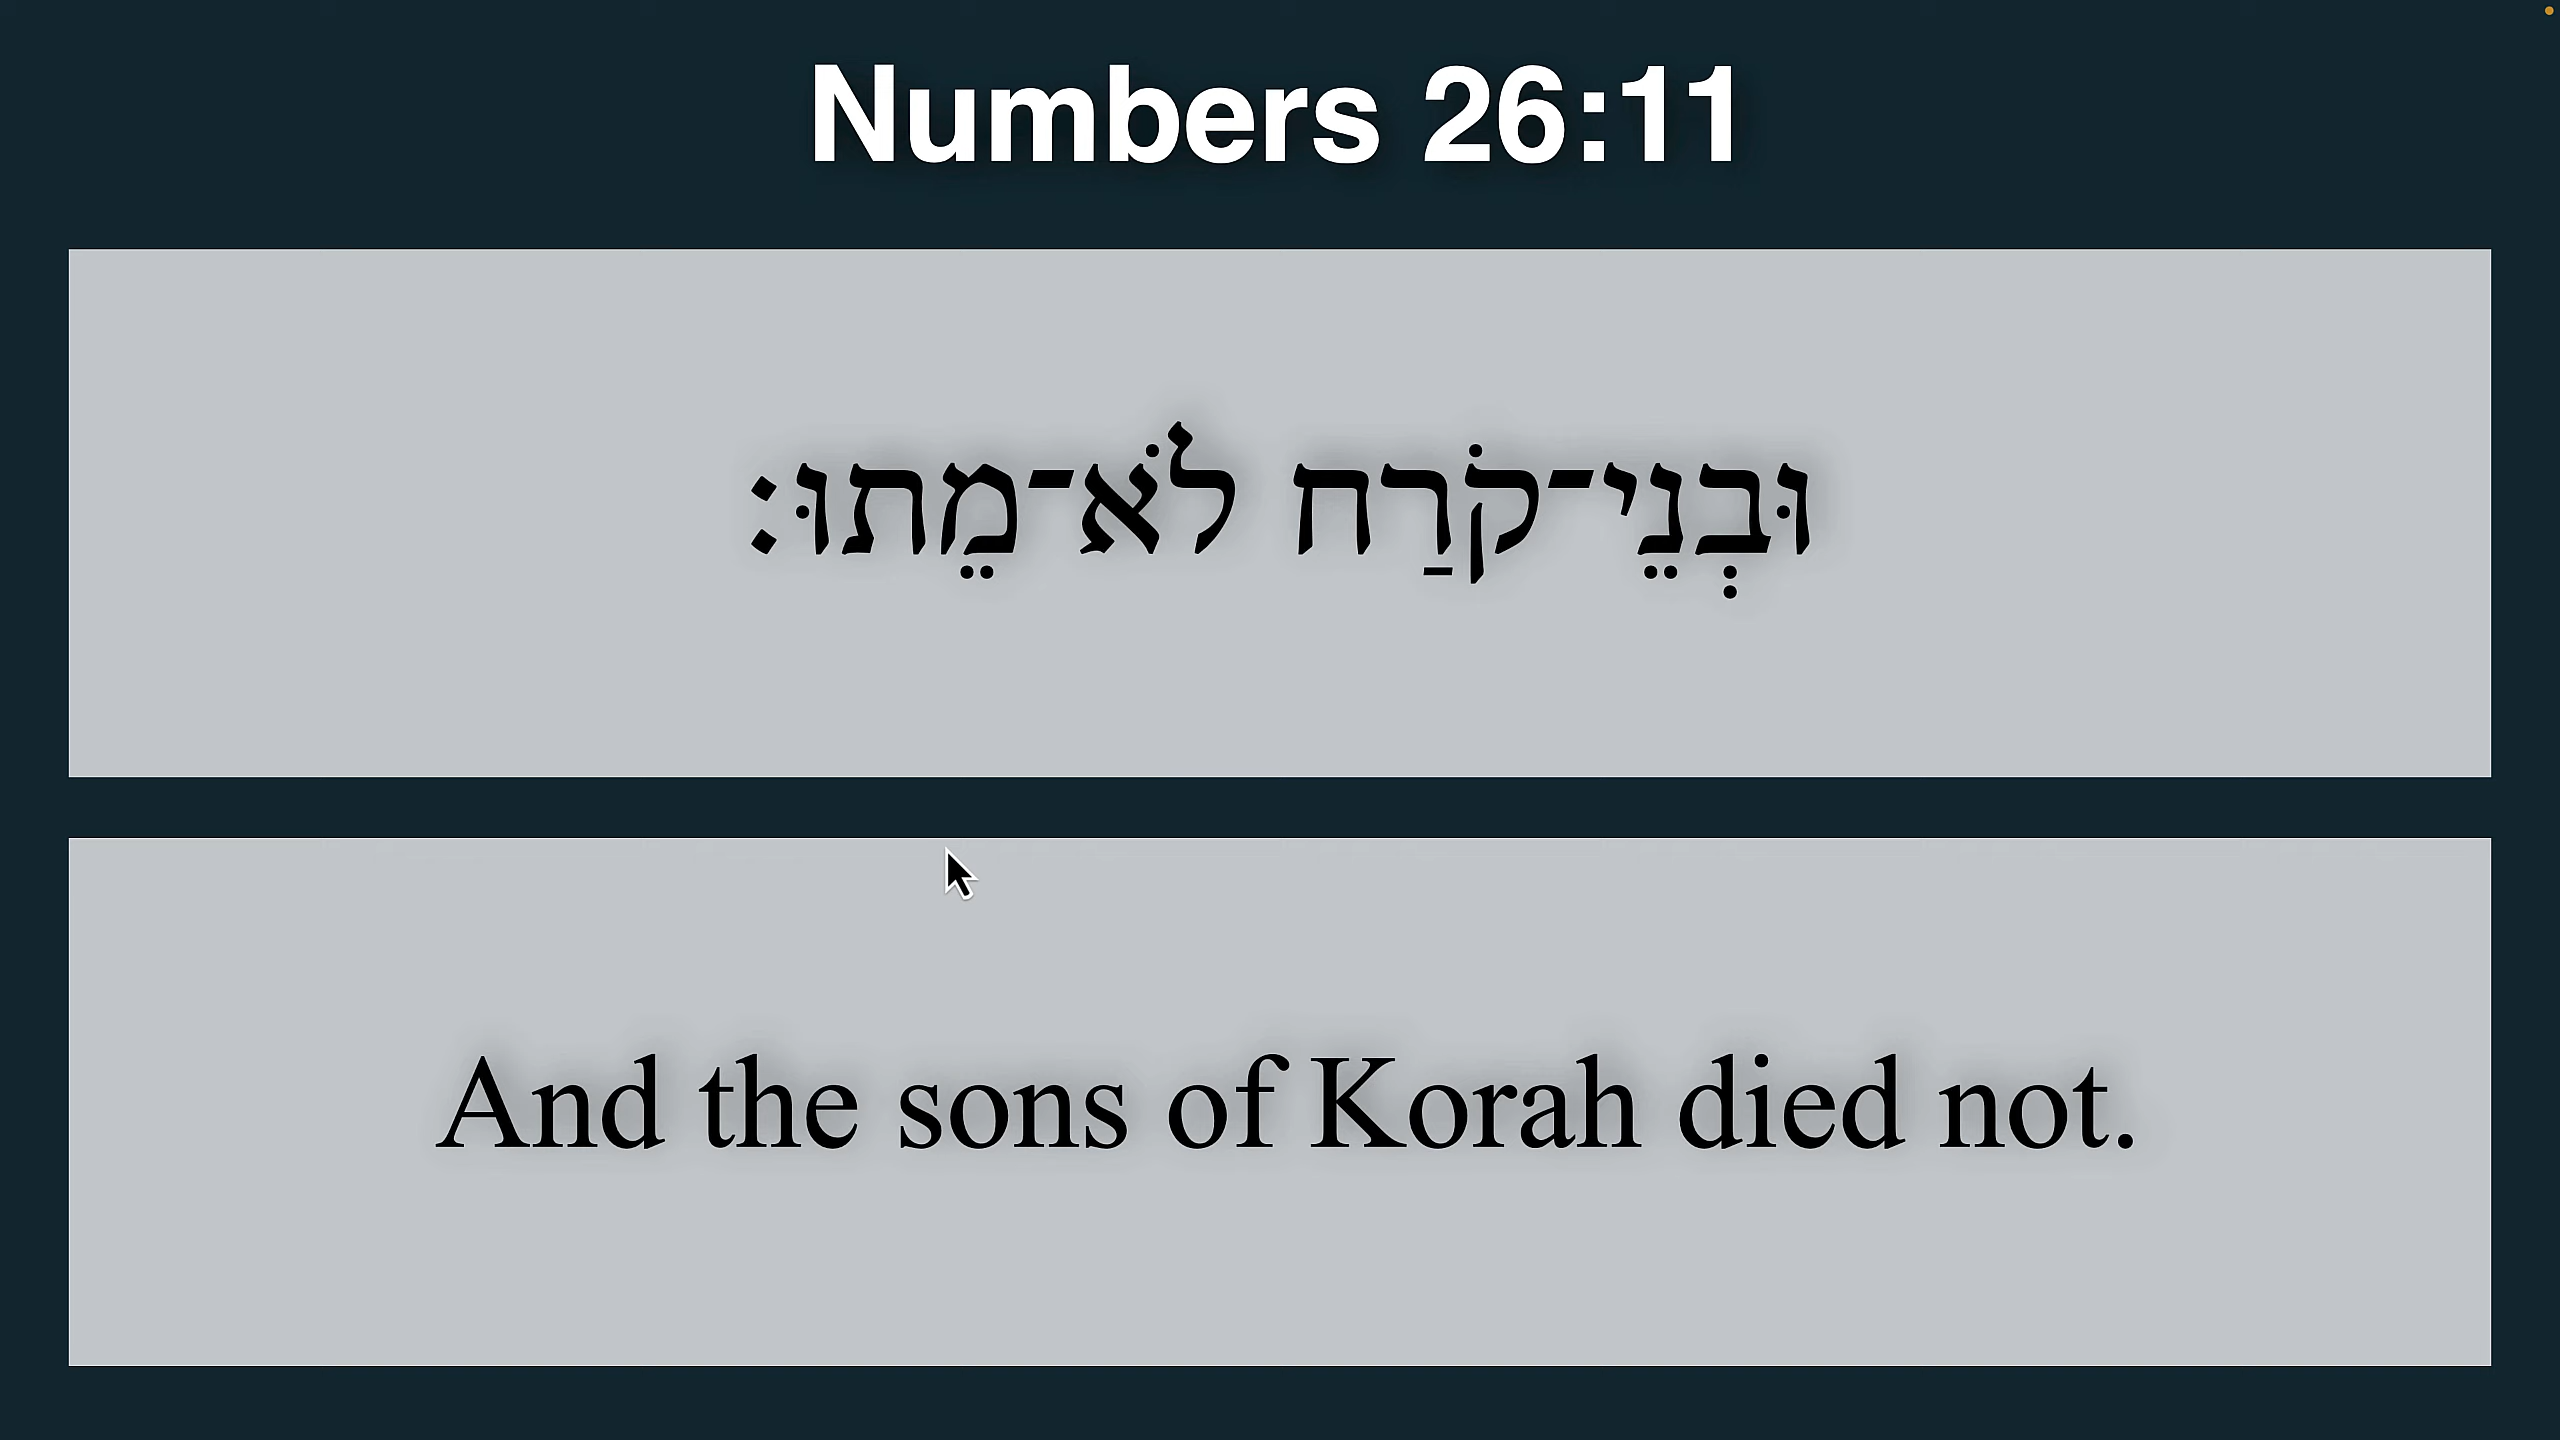 Numbers 26:11
וּבְנֵי־קֹרַח לֹא־מֵתוּ׃
And the sons of Korah died not.